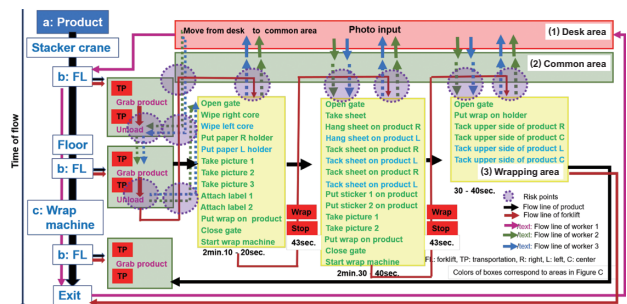 a: Product
Stacker crane
b: FL
Floor
b: FL
c: Wrap
machine
b: FL
Exit
Time of flow
TP
Grab product
TP
Unload
TP
Grab product
TP
Unload
TP
Grab product
TP
Move from desk to common area
Photo input
(1) Desk area
(2) Common area
Open gate
Wipe right core
Wipe left core
Put paper R holder
Put paper L holder
Take picture 1
Take picture 2
Take picture 3
Attach label 1
Attach label 2
Put wrap on product
Close gate
Start wrap machine
2min.10 - 20sec.
Wrap
Stop
43sec.
Open gate
Take sheet
Hang sheet on product R
Hang sheet on product L
Tack sheet on product R
Tack sheet on product L
Tack sheet on product R
Tack sheet on product L
Put sticker 1 on product
Put sticker 2 on product
Take picture 1
Take picture 2
Put wrap on product
Close gate
Start wrap machine
2min.30 - 40sec.
Wrap
Stop
43sec.
Open gate
Put wrap on holder
Tack upper side of product R
Tack upper side of product C
Tack upper side of product L
Tack upper side of product C
(3) Wrapping area
30 - 40sec.
Risk points
Flow line of product
Flow line of forklift
/text: Flow line of worker 1
/text: Flow line of worker 2
/text: Flow line of worker 3
FL: forklift, TP: transportation, R: right, L: left, C: center
Colors of boxes correspond to areas in Figure C